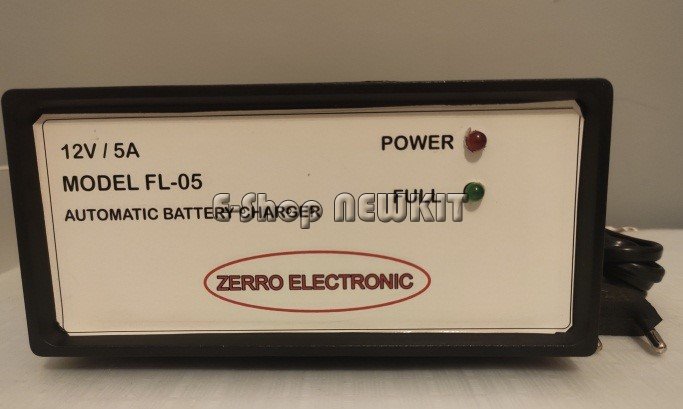 12V / 5A
POWER
MODEL FL-05
FULL
E-Shop NEWKIT
AUTOMATIC BATTERY CHARGER
ZERRO ELECTRONIC